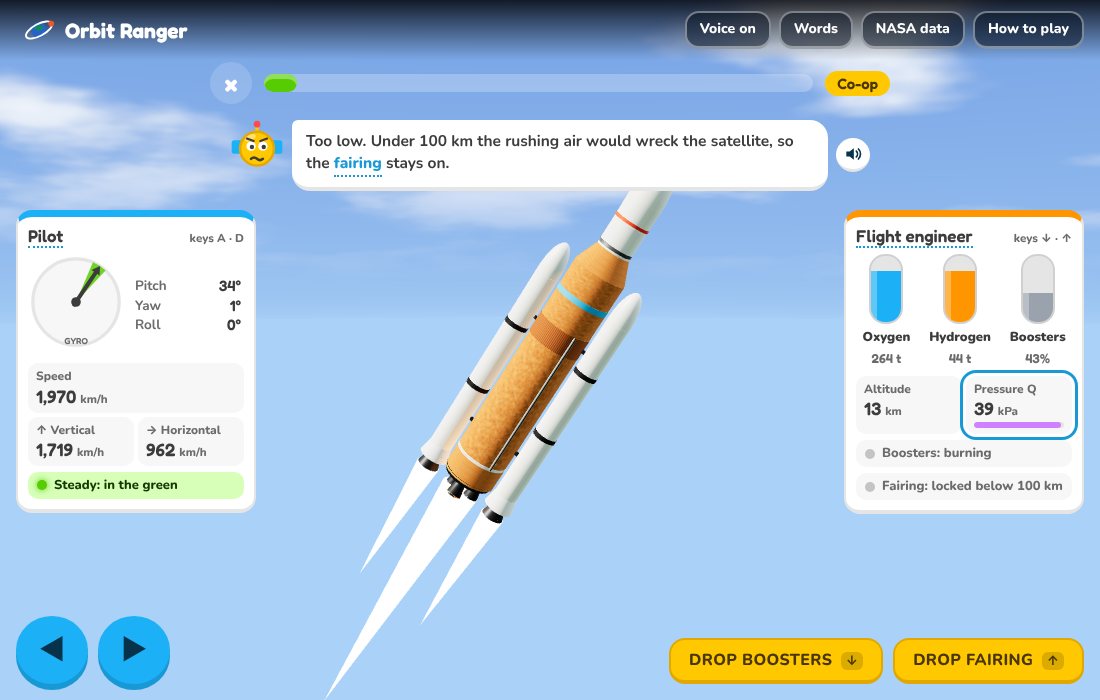 Orbit Ranger
Voice on
Words
NASA data
How to play
Co-op
Too low. Under 100 km the rushing air would wreck the satellite, so
the fairing stays on.
Pilot
keys A · D
GYRO
Pitch 34°
Yaw 1°
Roll 0°
Speed
1,970 km/h
↑ Vertical
1,719 km/h
→ Horizontal
962 km/h
Steady: in the green
Flight engineer
keys ↓ · ↑
Oxygen
264 t
Hydrogen
44 t
Boosters
43%
Altitude
13 km
Pressure Q
39 kPa
Boosters: burning
Fairing: locked below 100 km
DROP BOOSTERS ↓
DROP FAIRING ↑